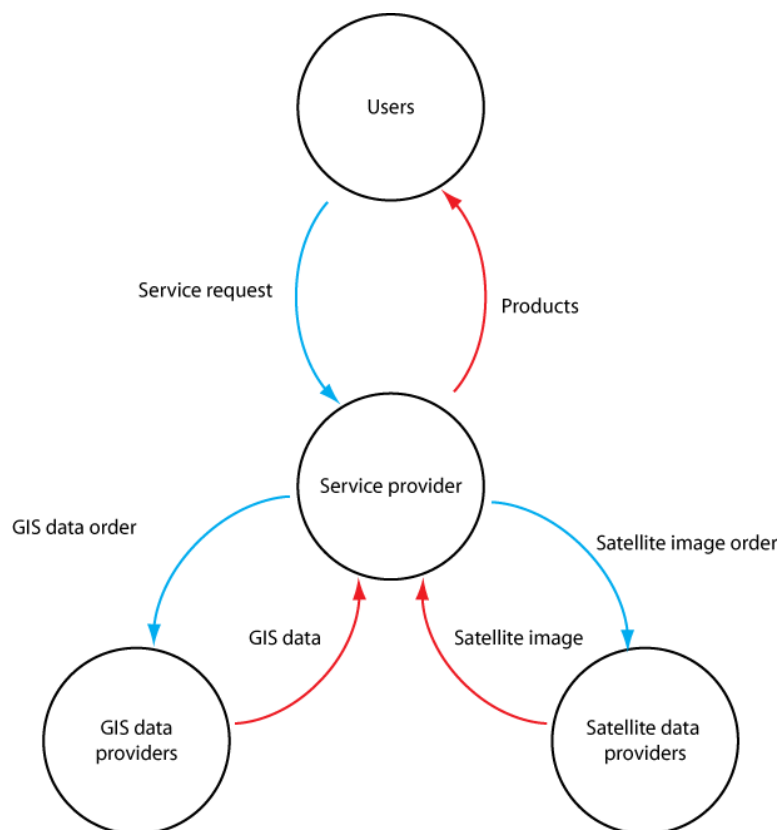 Users
Service request
Products
Service provider
GIS data order
Satellite image order
GIS data
Satellite image
GIS data
providers
Satellite data
providers